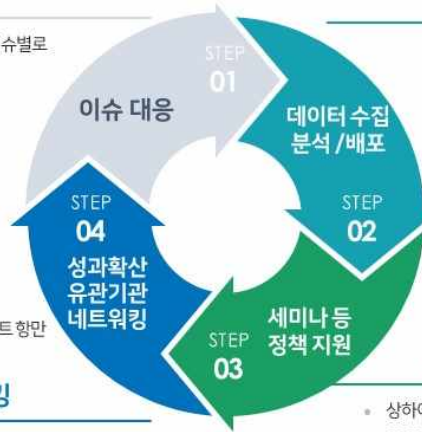 슈별로
STEP
01
이슈 대응
데이터 수집
분석 /배포
STEP
02
STEP
04
성과확산
유관기관
네트워킹
세미나 등
정책 지원
STEP
03
트 항만
킹
• 상하이